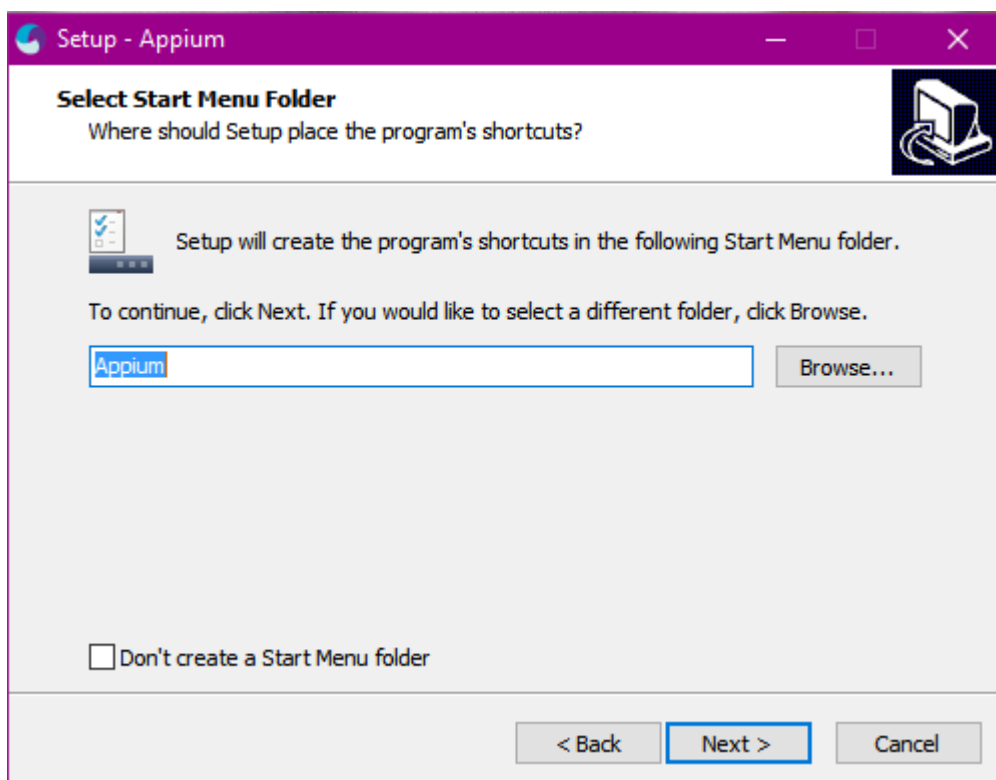 Setup - Appium
Select Start Menu Folder
Where should Setup place the program's shortcuts?
Setup will create the program's shortcuts in the following Start Menu folder.
To continue, click Next. If you would like to select a different folder, click Browse.
Appium
Browse...
Don't create a Start Menu folder
< Back
Next >
Cancel